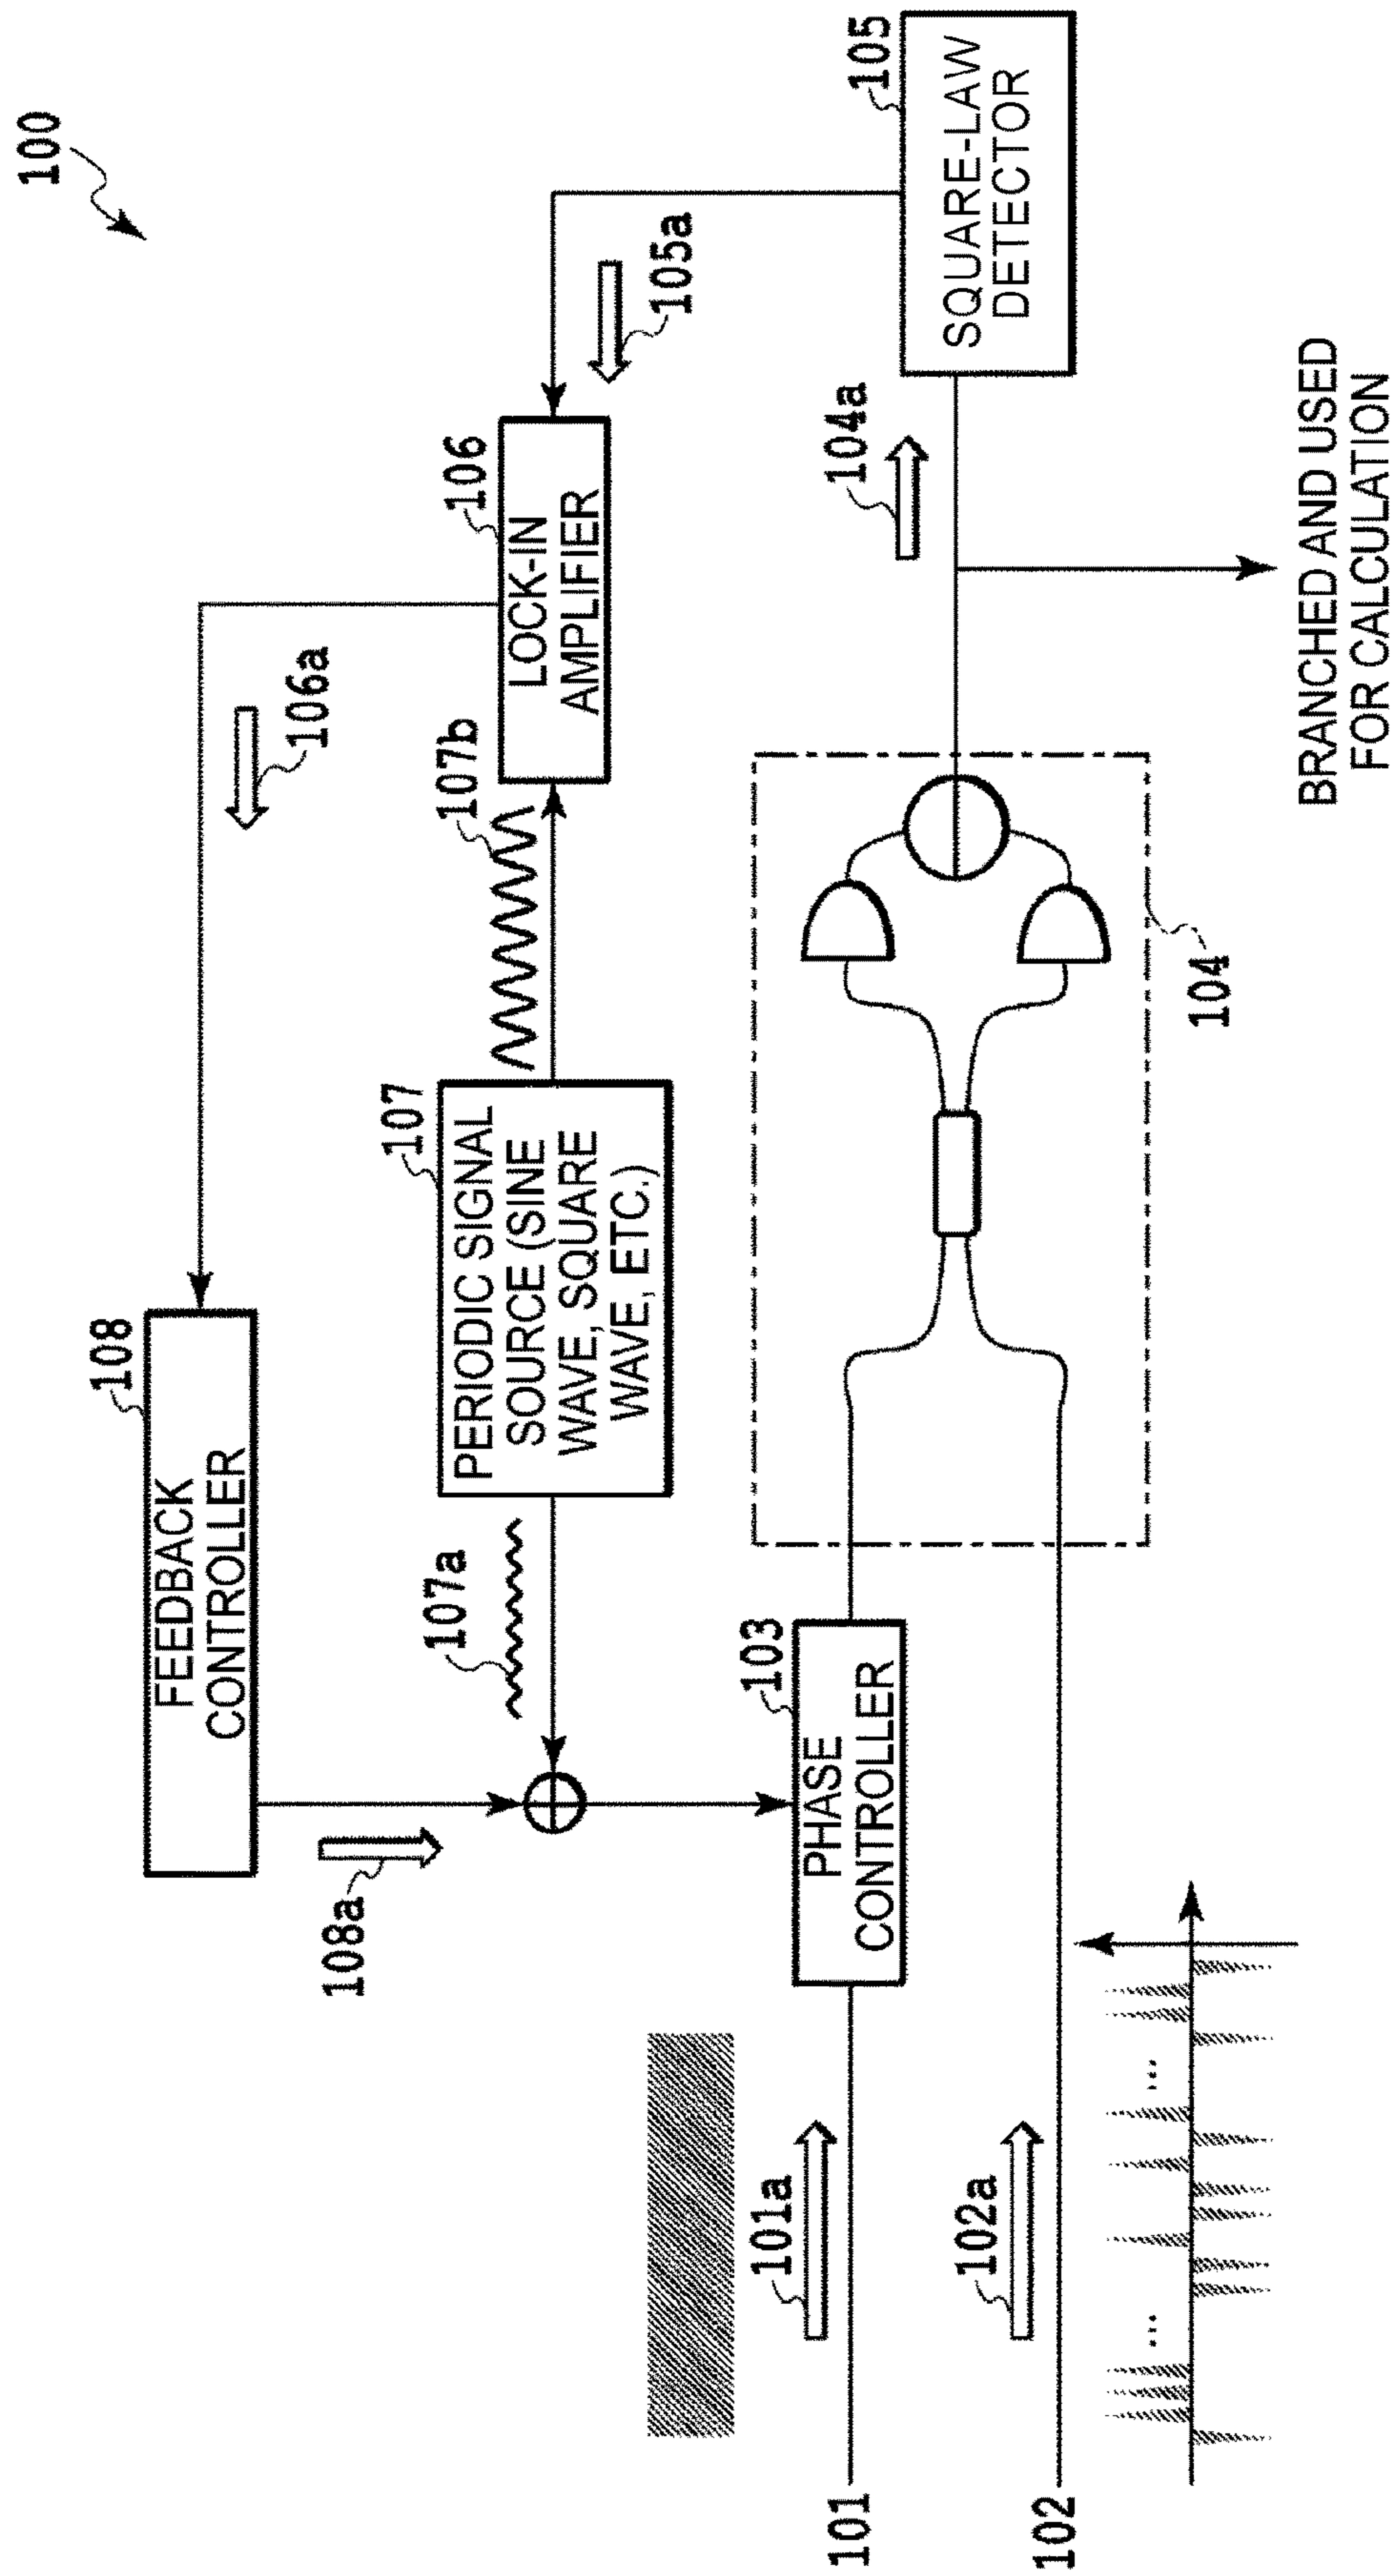 100
108
FEEDBACK
CONTROLLER
106a
108a
107
PERIODIC SIGNAL
SOURCE (SINE
WAVE, SQUARE
WAVE, ETC.)
107a
107b
106
LOCK-IN
AMPLIFIER
105a
105
SQUARE-LAW
DETECTOR
103
PHASE
CONTROLLER
104a
104
101a
101
102a
102
...
...
BRANCHED AND USED
FOR CALCULATION